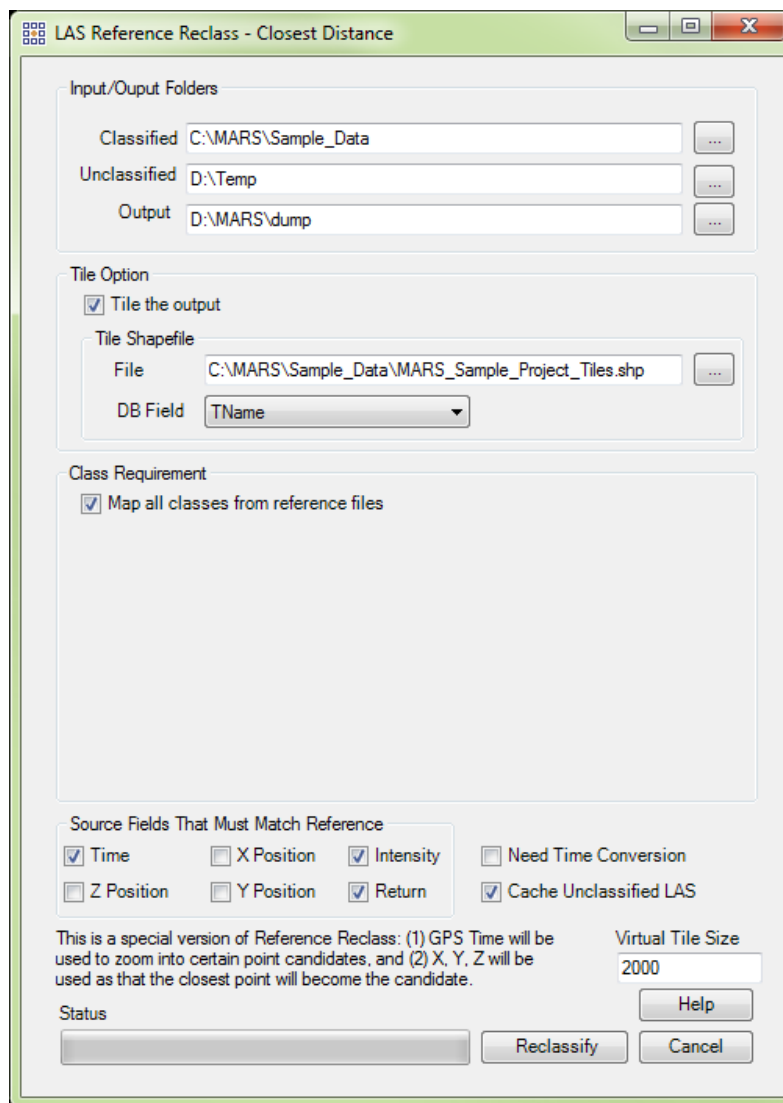 LAS Reference Reclass - Closest Distance
Input/Ouput Folders
Classified C:\MARS\Sample_Data ...
Unclassified D:\Temp ...
Output D:\MARS\dump ...
Tile Option
Tile the output
Tile Shapefile
File C:\MARS\Sample_Data\MARS_Sample_Project_Tiles.shp ...
DB Field TName
Class Requirement
Map all classes from reference files
Source Fields That Must Match Reference
Time X Position Intensity Need Time Conversion
Z Position Y Position Return Cache Unclassified LAS
This is a special version of Reference Reclass: (1) GPS Time will be
used to zoom into certain point candidates, and (2) X, Y, Z will be
used as that the closest point will become the candidate.
Virtual Tile Size
2000
Help
Status
Reclassify Cancel